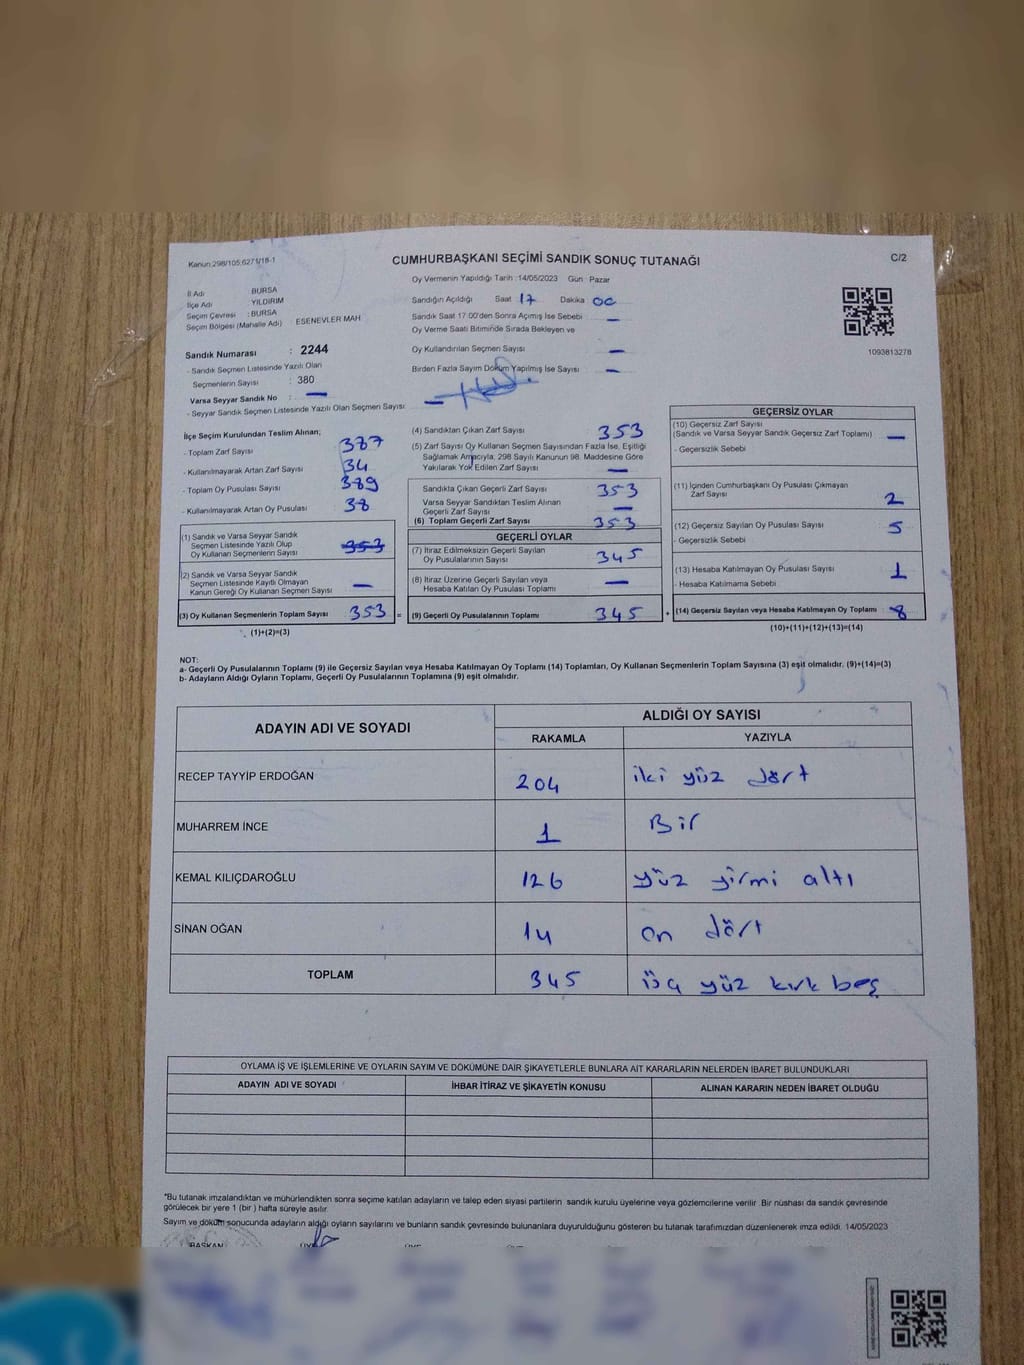 Kanun:298/105,627 1/18-1
CUMHURBAŞKANI SEÇİMİ SANDIK SONUÇ TUTANAĞI
C/2
Oy Vermenin Yapıldığı Tarih :14/05/2023 Gün : Pazar
İl Adı BURSA
İlçe Adı YILDIRIM
Seçim Çevresi : BURSA
Seçim Bölgesi (Mahalle Adı) ESENEVLER MAH
Sandığın Açıldığı Saat 17 Dakika 00
Sandık Saat 17:00'den Sonra Açımış İse Sebebi —
Oy Verme Saati Bitiminde Sırada Bekleyen ve
Oy Kullandırılan Seçmen Sayısı —
Birden Fazla Sayım Döküm Yapılmış İse Sayısı —
1093813278
Sandık Numarası : 2244
- Sandık Seçmen Listesinde Yazılı Olan
Seçmenlerin Sayısı : 380
Varsa Seyyar Sandık No : —
- Seyyar Sandık Seçmen Listesinde Yazılı Olan Seçmen Sayısı —
İlçe Seçim Kurulundan Teslim Alınan;
- Toplam Zarf Sayısı 387
- Kullanılmayarak Artan Zarf Sayısı 34
- Toplam Oy Pusulası Sayısı 389
- Kullanılmayarak Artan Oy Pusulası 38
(1) Sandık ve Varsa Seyyar Sandık
Seçmen Listesinde Yazılı Olup
Oy Kullanan Seçmenlerin Sayısı 353
(2) Sandık ve Varsa Seyyar Sandık
Seçmen Listesinde Kayıtlı Olmayan
Kanun Gereği Oy Kullanan Seçmen Sayısı —
(3) Oy Kullanan Seçmenlerin Toplam Sayısı 353 =
(1)+(2)=(3)
(4) Sandıktan Çıkan Zarf Sayısı 353
(5) Zarf Sayısı Oy Kullanan Seçmen Sayısından Fazla İse, Eşitliği
Sağlamak Amacıyla, 298 Sayılı Kanunun 98. Maddesine Göre
Yakılarak Yok Edilen Zarf Sayısı —
Sandıkta Çıkan Geçerli Zarf Sayısı 353
Varsa Seyyar Sandıktan Teslim Alınan
Geçerli Zarf Sayısı —
(6) Toplam Geçerli Zarf Sayısı 353
GEÇERLİ OYLAR
(7) İtiraz Edilmeksizin Geçerli Sayılan
Oy Pusulalarının Sayısı 345
(8) İtiraz Üzerine Geçerli Sayılan veya
Hesaba Katılan Oy Pusulası Toplamı —
(9) Geçerli Oy Pusulalarının Toplamı 345 +
GEÇERSİZ OYLAR
(10) Geçersiz Zarf Sayısı
(Sandık ve Varsa Seyyar Sandık Geçersiz Zarf Toplamı) —
- Geçersizlik Sebebi
(11) İçinden Cumhurbaşkanı Oy Pusulası Çıkmayan
Zarf Sayısı 2
(12) Geçersiz Sayılan Oy Pusulası Sayısı 5
- Geçersizlik Sebebi
(13) Hesaba Katılmayan Oy Pusulası Sayısı 1
- Hesaba Katılmama Sebebi
(14) Geçersiz Sayılan veya Hesaba Katılmayan Oy Toplamı 8
(10)+(11)+(12)+(13)=(14)
NOT:
a- Geçerli Oy Pusulalarının Toplamı (9) ile Geçersiz Sayılan veya Hesaba Katılmayan Oy Toplamı (14) Toplamları, Oy Kullanan Seçmenlerin Toplam Sayısına (3) eşit olmalıdır. (9)+(14)=(3)
b- Adayların Aldığı Oyların Toplamı, Geçerli Oy Pusulalarının Toplamına (9) eşit olmalıdır.
ADAYIN ADI VE SOYADI
ALDIĞI OY SAYISI
RAKAMLA YAZIYLA
RECEP TAYYİP ERDOĞAN 204 iki yüz dört
MUHARREM İNCE 1 Bir
KEMAL KILIÇDAROĞLU 126 yüz yirmi altı
SİNAN OĞAN 14 on dört
TOPLAM 345 üç yüz kırk beş
OYLAMA İŞ VE İŞLEMLERİNE VE OYLARIN SAYIM VE DÖKÜMÜNE DAİR ŞİKAYETLERLE BUNLARA AİT KARARLARIN NELERDEN İBARET BULUNDUKLARI
ADAYIN ADI VE SOYADI İHBAR İTİRAZ VE ŞİKAYETİN KONUSU ALINAN KARARIN NEDEN İBARET OLDUĞU
*Bu tutanak imzalandıktan ve mühürlendikten sonra seçime katılan adayların ve talep eden siyasi partilerin sandık kurulu üyelerine veya gözlemcilerine verilir. Bir nüshası da sandık çevresinde
görülecek bir yere 1 (bir) hafta süreyle asılır.
Sayım ve döküm sonucunda adayların aldığı oyların sayılarını ve bunların sandık çevresinde bulunanlara duyurulduğunu gösteren bu tutanak tarafımızdan düzenlenerek imza edildi. 14/05/2023
BAŞKAN ÜYE ÜYE ÜYE ÜYE